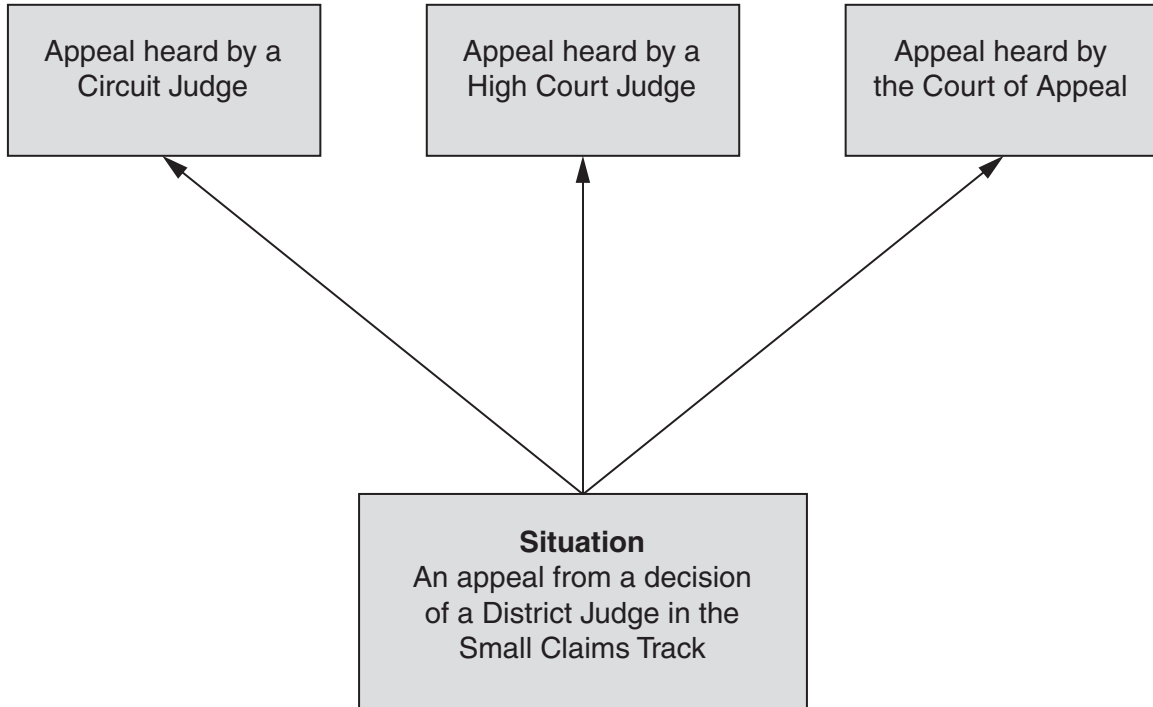 Appeal heard by a
Circuit Judge
Appeal heard by a
High Court Judge
Appeal heard by
the Court of Appeal
Situation
An appeal from a decision
of a District Judge in the
Small Claims Track